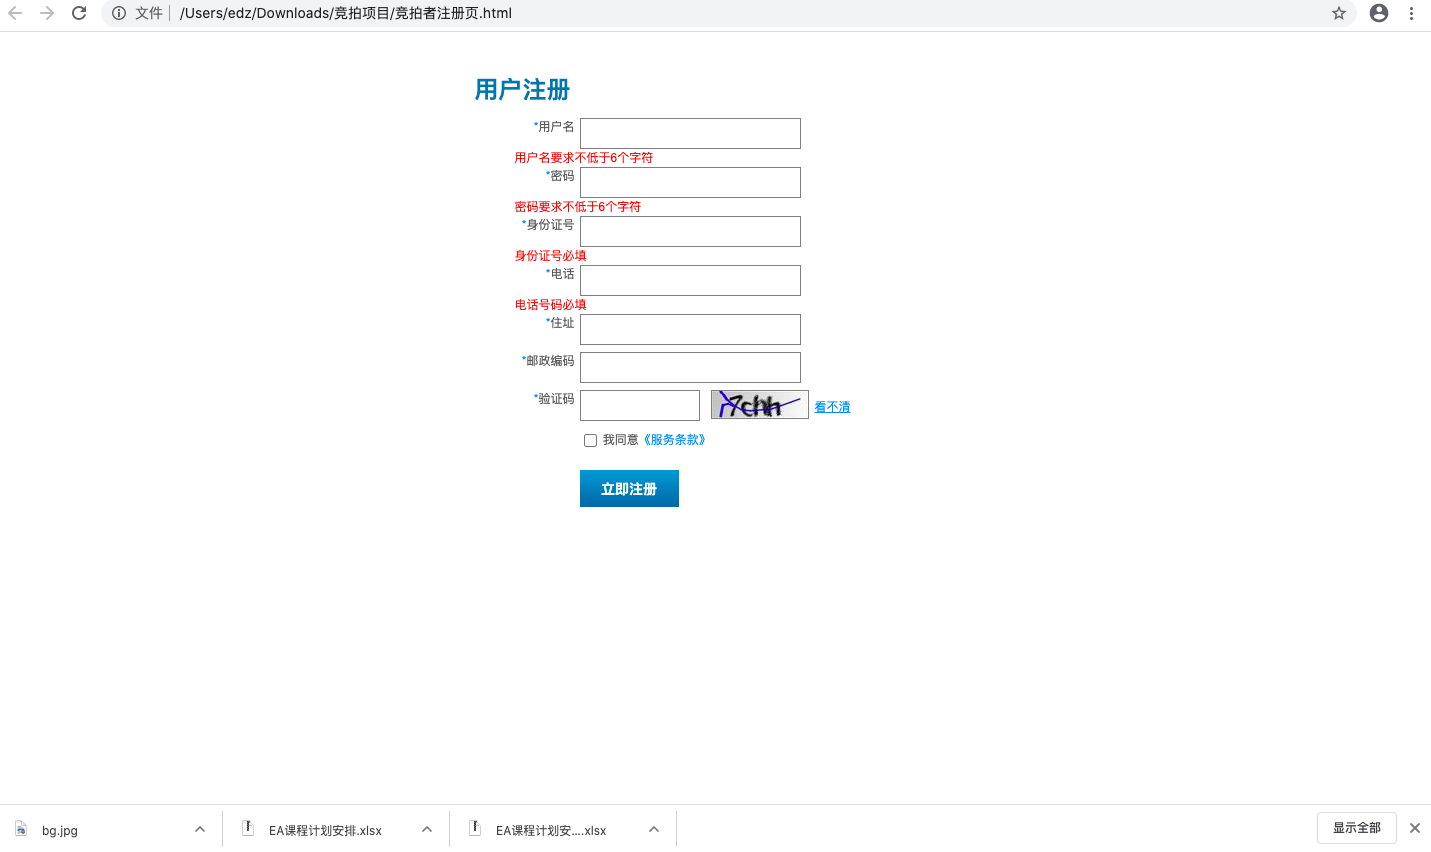 文件 /Users/edz/Downloads/竞拍项目/竞拍者注册页.html
用户注册
*用户名
用户名要求不低于6个字符
*密码
密码要求不低于6个字符
*身份证号
身份证号必填
*电话
电话号码必填
*住址
*邮政编码
*验证码 r7chh 看不清
我同意《服务条款》
立即注册
bg.jpg EA课程计划安排.xlsx EA课程计划安....xlsx 显示全部